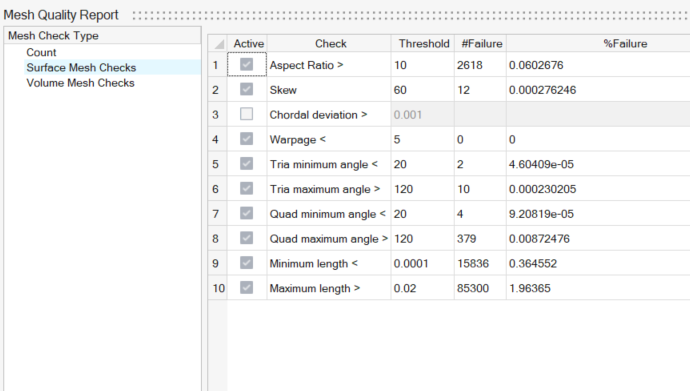 Mesh Quality Report
Mesh Check Type
Count
Surface Mesh Checks
Volume Mesh Checks
Active Check Threshold #Failure %Failure
1 Aspect Ratio > 10 2618 0.0602676
2 Skew 60 12 0.000276246
3 Chordal deviation > 0.001
4 Warpage < 5 0 0
5 Tria minimum angle < 20 2 4.60409e-05
6 Tria maximum angle > 120 10 0.000230205
7 Quad minimum angle < 20 4 9.20819e-05
8 Quad maximum angle > 120 379 0.00872476
9 Minimum length < 0.0001 15836 0.364552
10 Maximum length > 0.02 85300 1.96365